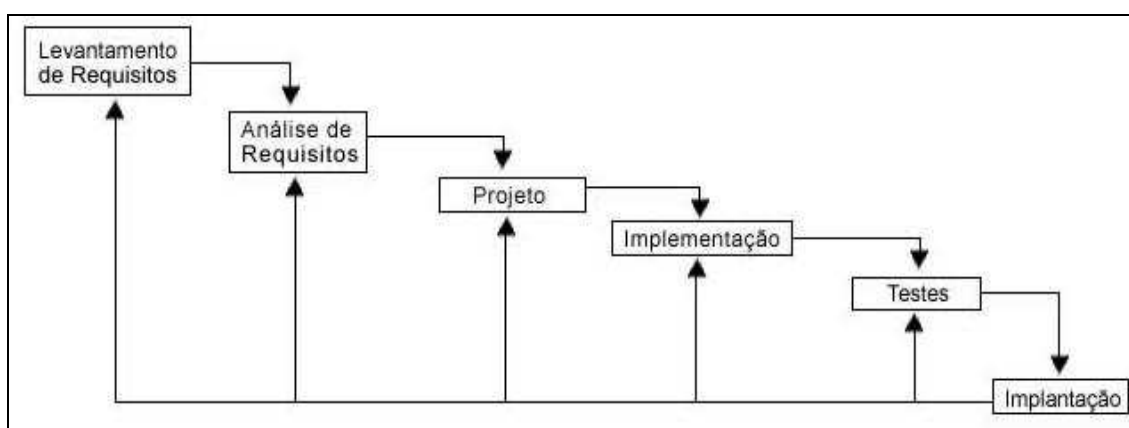 Levantamento
de Requisitos
Análise de
Requisitos
Projeto
Implementação
Testes
Implantação